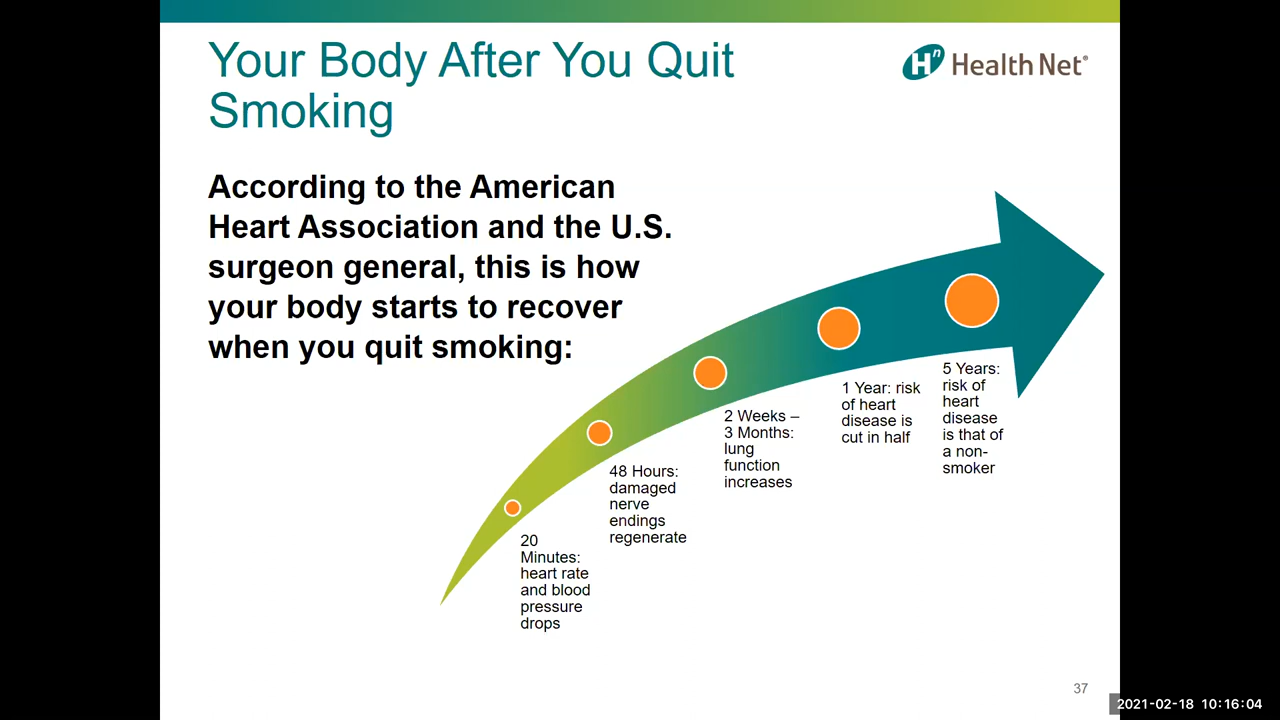 Your Body After You Quit
Smoking
Hn Health Net®
According to the American
Heart Association and the U.S.
surgeon general, this is how
your body starts to recover
when you quit smoking:
20
Minutes:
heart rate
and blood
pressure
drops
48 Hours:
damaged
nerve
endings
regenerate
2 Weeks –
3 Months:
lung
function
increases
1 Year: risk
of heart
disease is
cut in half
5 Years:
risk of
heart
disease
is that of
a non-
smoker
37
2021-02-18 10:16:04